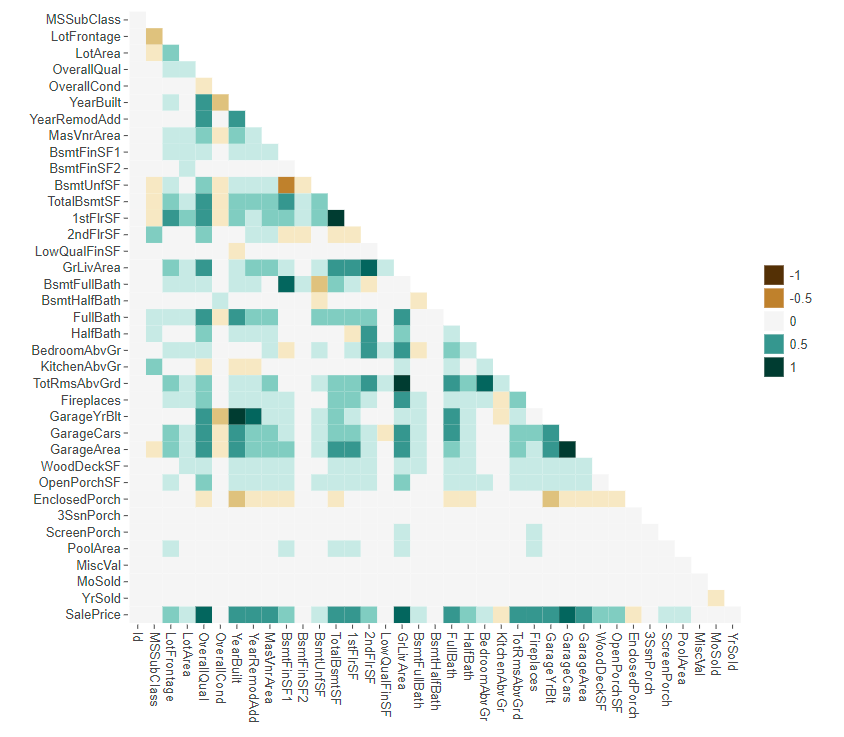 MSSubClass
LotFrontage
LotArea
OverallQual
OverallCond
YearBuilt
YearRemodAdd
MasVnrArea
BsmtFinSF1
BsmtFinSF2
BsmtUnfSF
TotalBsmtSF
1stFlrSF
2ndFlrSF
LowQualFinSF
GrLivArea
BsmtFullBath
BsmtHalfBath
FullBath
HalfBath
BedroomAbvGr
KitchenAbvGr
TotRmsAbvGrd
Fireplaces
GarageYrBlt
GarageCars
GarageArea
WoodDeckSF
OpenPorchSF
EnclosedPorch
3SsnPorch
ScreenPorch
PoolArea
MiscVal
MoSold
YrSold
SalePrice
Id
MSSubClass
LotFrontage
LotArea
OverallQual
OverallCond
YearBuilt
YearRemodAdd
MasVnrArea
BsmtFinSF1
BsmtFinSF2
BsmtUnfSF
TotalBsmtSF
1stFlrSF
2ndFlrSF
LowQualFinSF
GrLivArea
BsmtFullBath
BsmtHalfBath
FullBath
HalfBath
BedroomAbvGr
KitchenAbvGr
TotRmsAbvGrd
Fireplaces
GarageYrBlt
GarageCars
GarageArea
WoodDeckSF
OpenPorchSF
EnclosedPorch
3SsnPorch
ScreenPorch
PoolArea
MiscVal
MoSold
YrSold
-1
-0.5
0
0.5
1